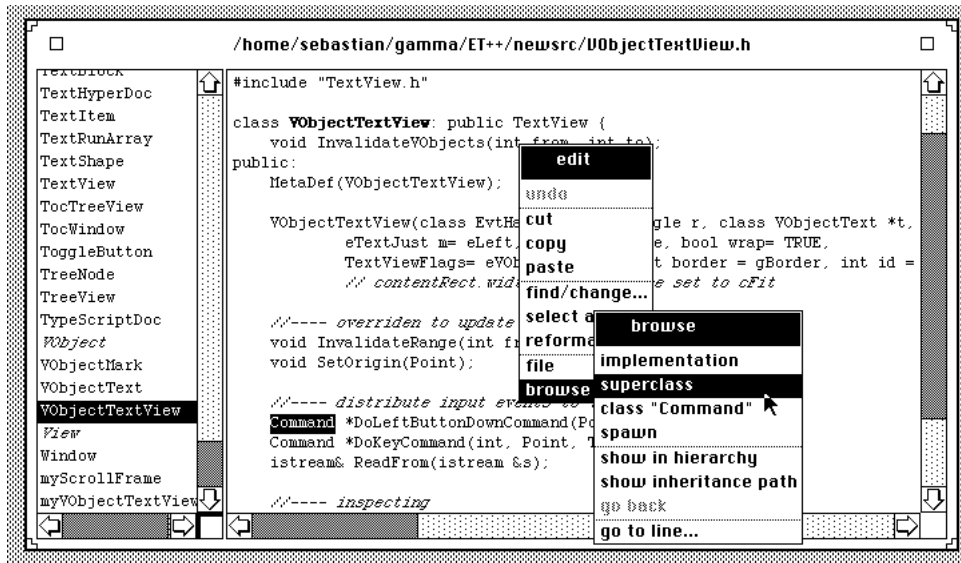 /home/sebastian/gamma/ET++/newsrc/VObjectTextView.h
TextBlock
TextHyperDoc
TextItem
TextRunArray
TextShape
TextView
TocTreeView
TocWindow
ToggleButton
TreeNode
TreeView
TypeScriptDoc
VObject
VObjectMark
VObjectText
VObjectTextView
View
Window
myScrollFrame
myVObjectTextView
#include "TextView.h"
class VObjectTextView: public TextView {
void InvalidateVObjects(int from, int to);
public:
MetaDef(VObjectTextView);
VObjectTextView(class EvtHa gle r, class VObjectText *t,
eTextJust m= eLeft, e, bool wrap= TRUE,
TextViewFlags= eVOb t border = gBorder, int id =
// contentRect.wid e set to cFit
//---- overriden to update
void InvalidateRange(int fr
void SetOrigin(Point);
//---- distribute input events to
Command *DoLeftButtonDownCommand(Po
Command *DoKeyCommand(int, Point, T
istream& ReadFrom(istream &s);
//---- inspecting
edit
undo
cut
copy
paste
find/change...
select a
reforma
file
browse
browse
implementation
superclass
class "Command"
spawn
show in hierarchy
show inheritance path
go back
go to line...